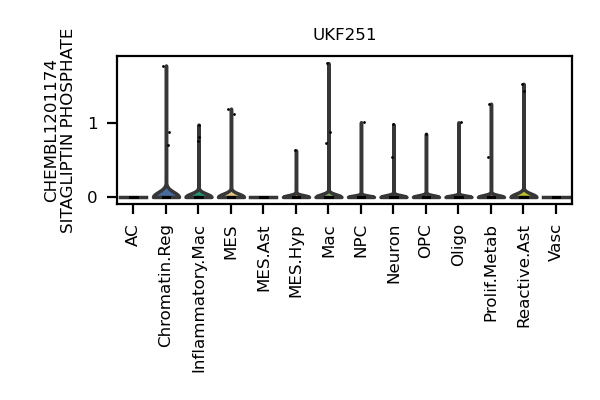 UKF251
CHEMBL1201174
SITAGLIPTIN PHOSPHATE
1
0
AC
Chromatin.Reg
Inflammatory.Mac
MES
MES.Ast
MES.Hyp
Mac
NPC
Neuron
OPC
Oligo
Prolif.Metab
Reactive.Ast
Vasc